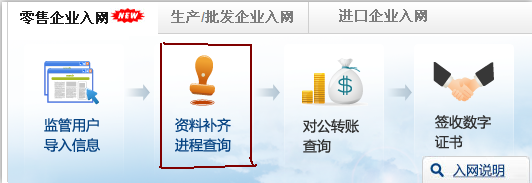 零售企业入网 NEW 生产/批发企业入网 进口企业入网
监管用户 资料补齐 对公转账 签收数字
导入信息 进程查询 查询 证书
入网说明